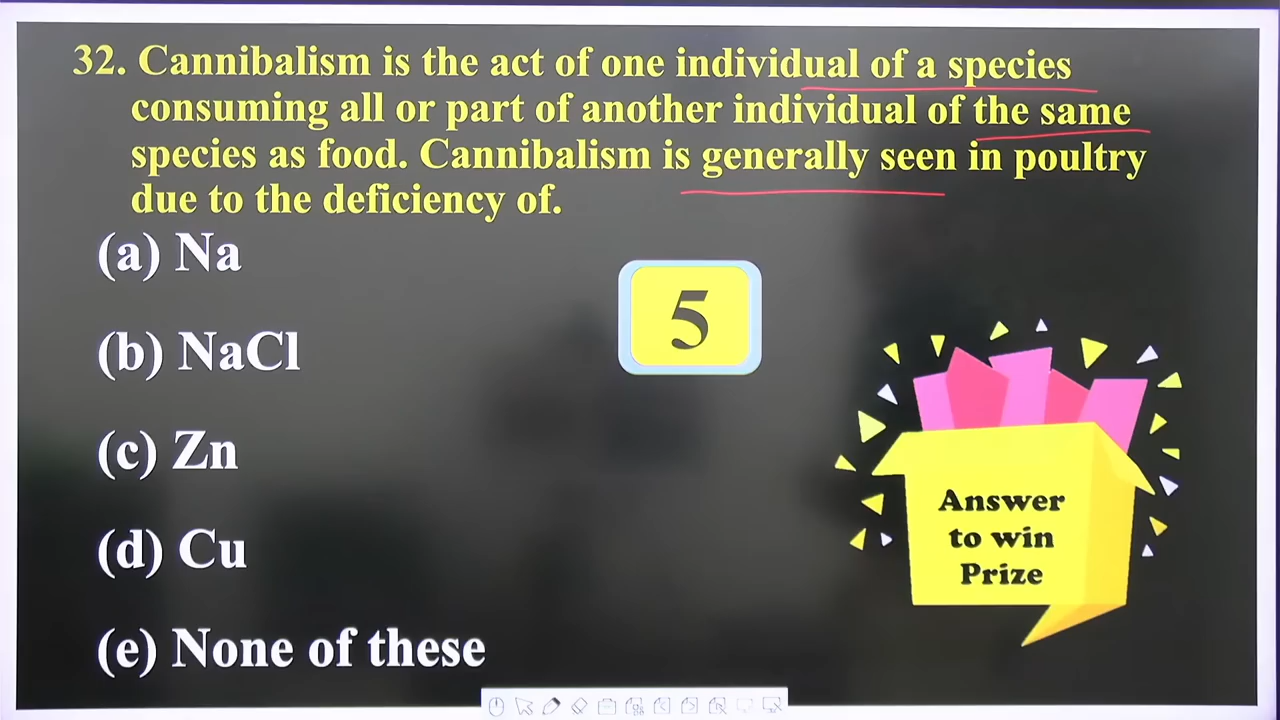 32. Cannibalism is the act of one individual of a species
consuming all or part of another individual of the same
species as food. Cannibalism is generally seen in poultry
due to the deficiency of.
(a) Na
(b) NaCl
5
(c) Zn
(d) Cu
(e) None of these
Answer
to win
Prize